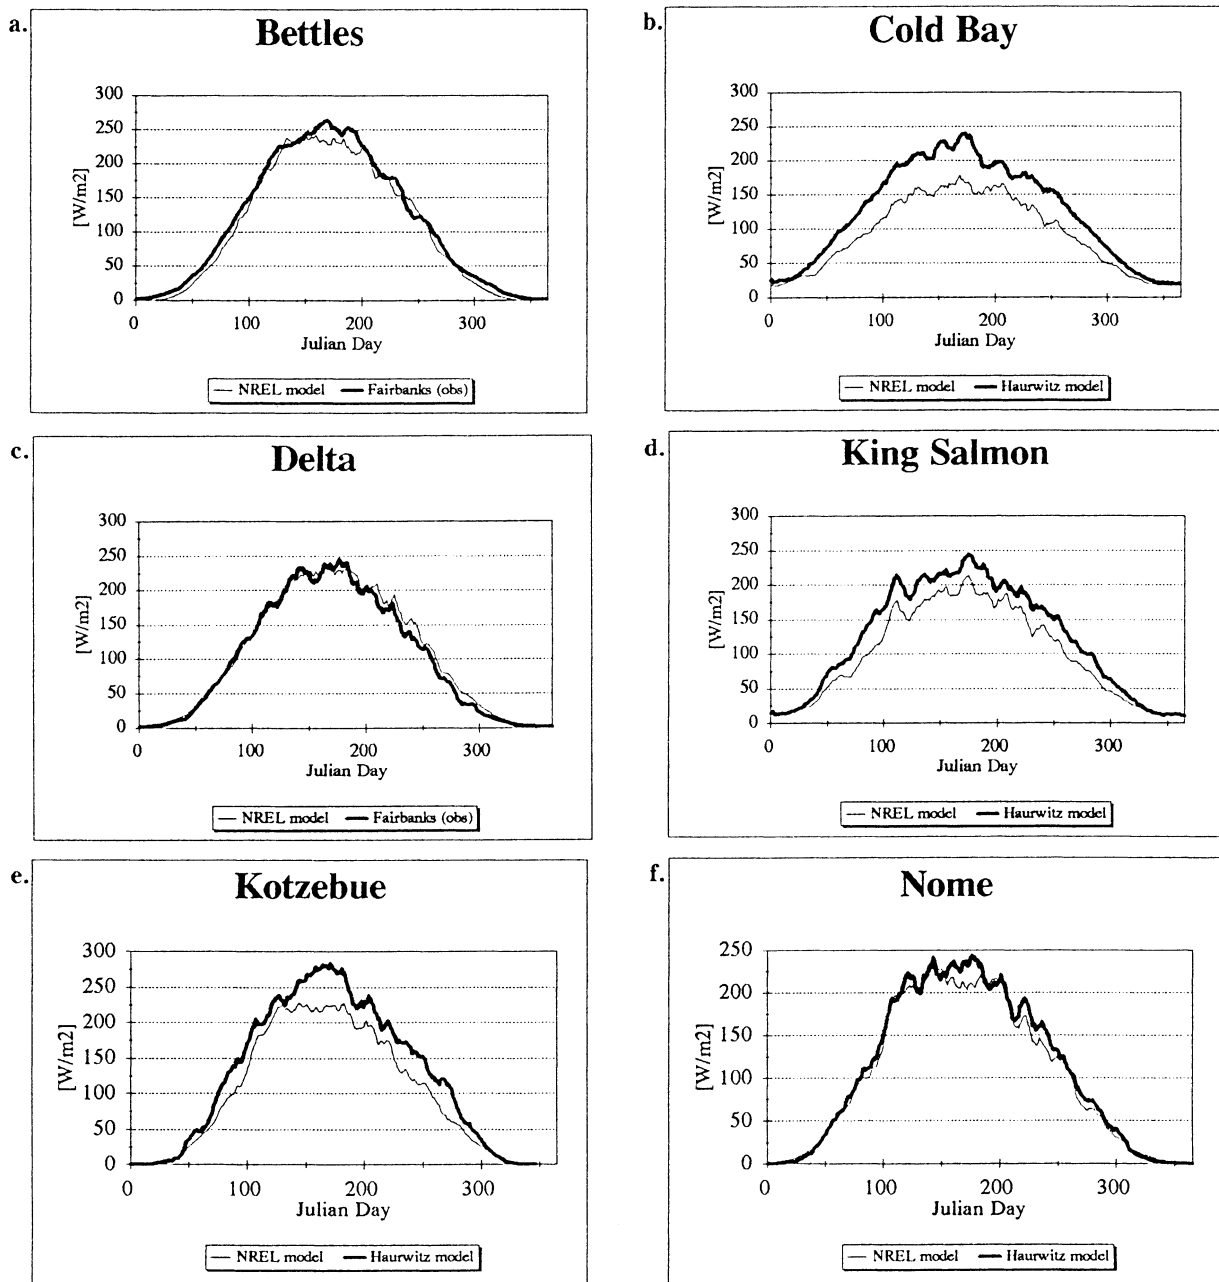 a.
Bettles
300
250
200
150
100
50
0
[W/m2]
0 100 200 300
Julian Day
NREL model Fairbanks (obs)
b.
Cold Bay
300
250
200
150
100
50
0
[W/m2]
0 100 200 300
Julian Day
NREL model Haurwitz model
c.
Delta
300
250
200
150
100
50
0
[W/m2]
0 100 200 300
Julian Day
NREL model Fairbanks (obs)
d.
King Salmon
300
250
200
150
100
50
0
[W/m2]
0 100 200 300
Julian Day
NREL model Haurwitz model
e.
Kotzebue
300
250
200
150
100
50
0
[W/m2]
0 100 200 300
Julian Day
NREL model Haurwitz model
f.
Nome
250
200
150
100
50
0
[W/m2]
0 100 200 300
Julian Day
NREL model Haurwitz model